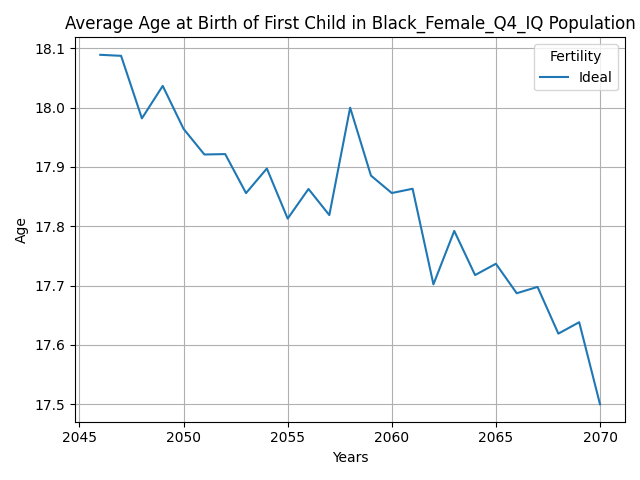 Average Age at Birth of First Child in Black_Female_Q4_IQ Population
Fertility
Ideal
18.1
18.0
17.9
17.8
17.7
17.6
17.5
Age
2045 2050 2055 2060 2065 2070
Years